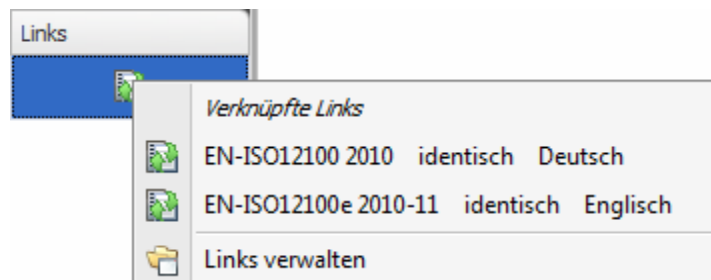 Links
Verknüpfte Links
EN-ISO12100 2010 identisch Deutsch
EN-ISO12100e 2010-11 identisch Englisch
Links verwalten